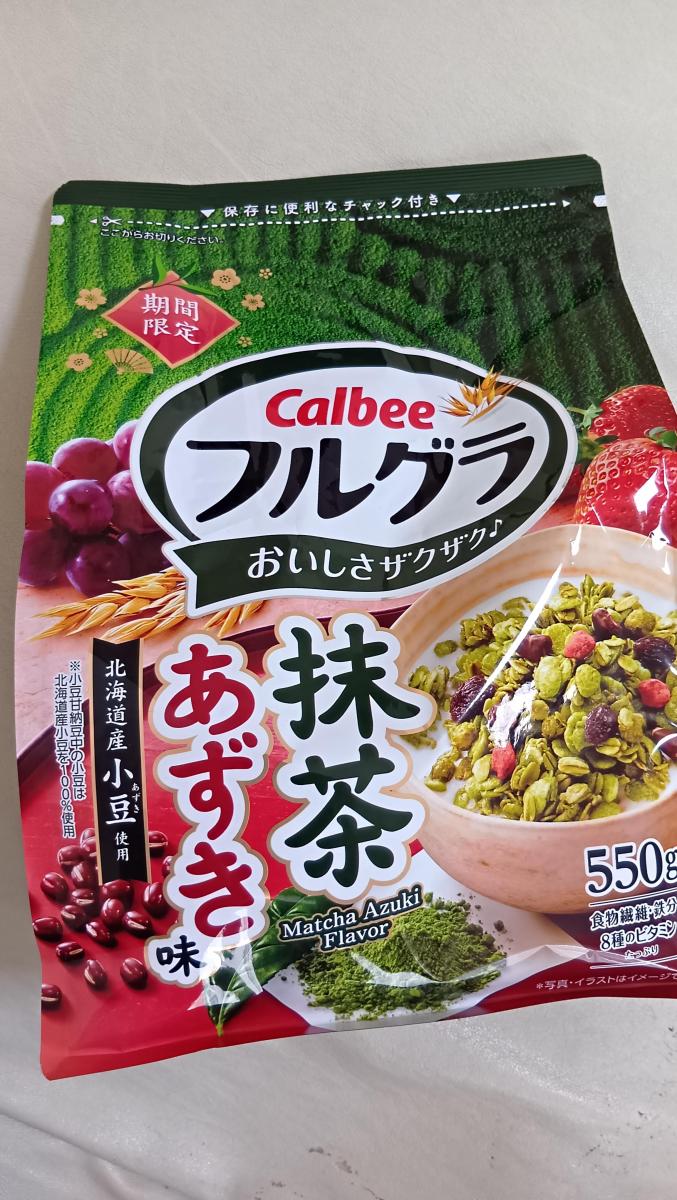 ▼保存に便利なチャック付き▼
ここからお切りください。
期間
限定
Calbee
フルグラ
おいしさザクザク♪
抹茶
あずき味
Matcha Azuki
Flavor
北海道産小豆使用
あずき
※小豆甘納豆中の小豆は
北海道産小豆を100%使用
550g
食物繊維・鉄分
8種のビタミン
たっぷり
*写真・イラストはイメージで